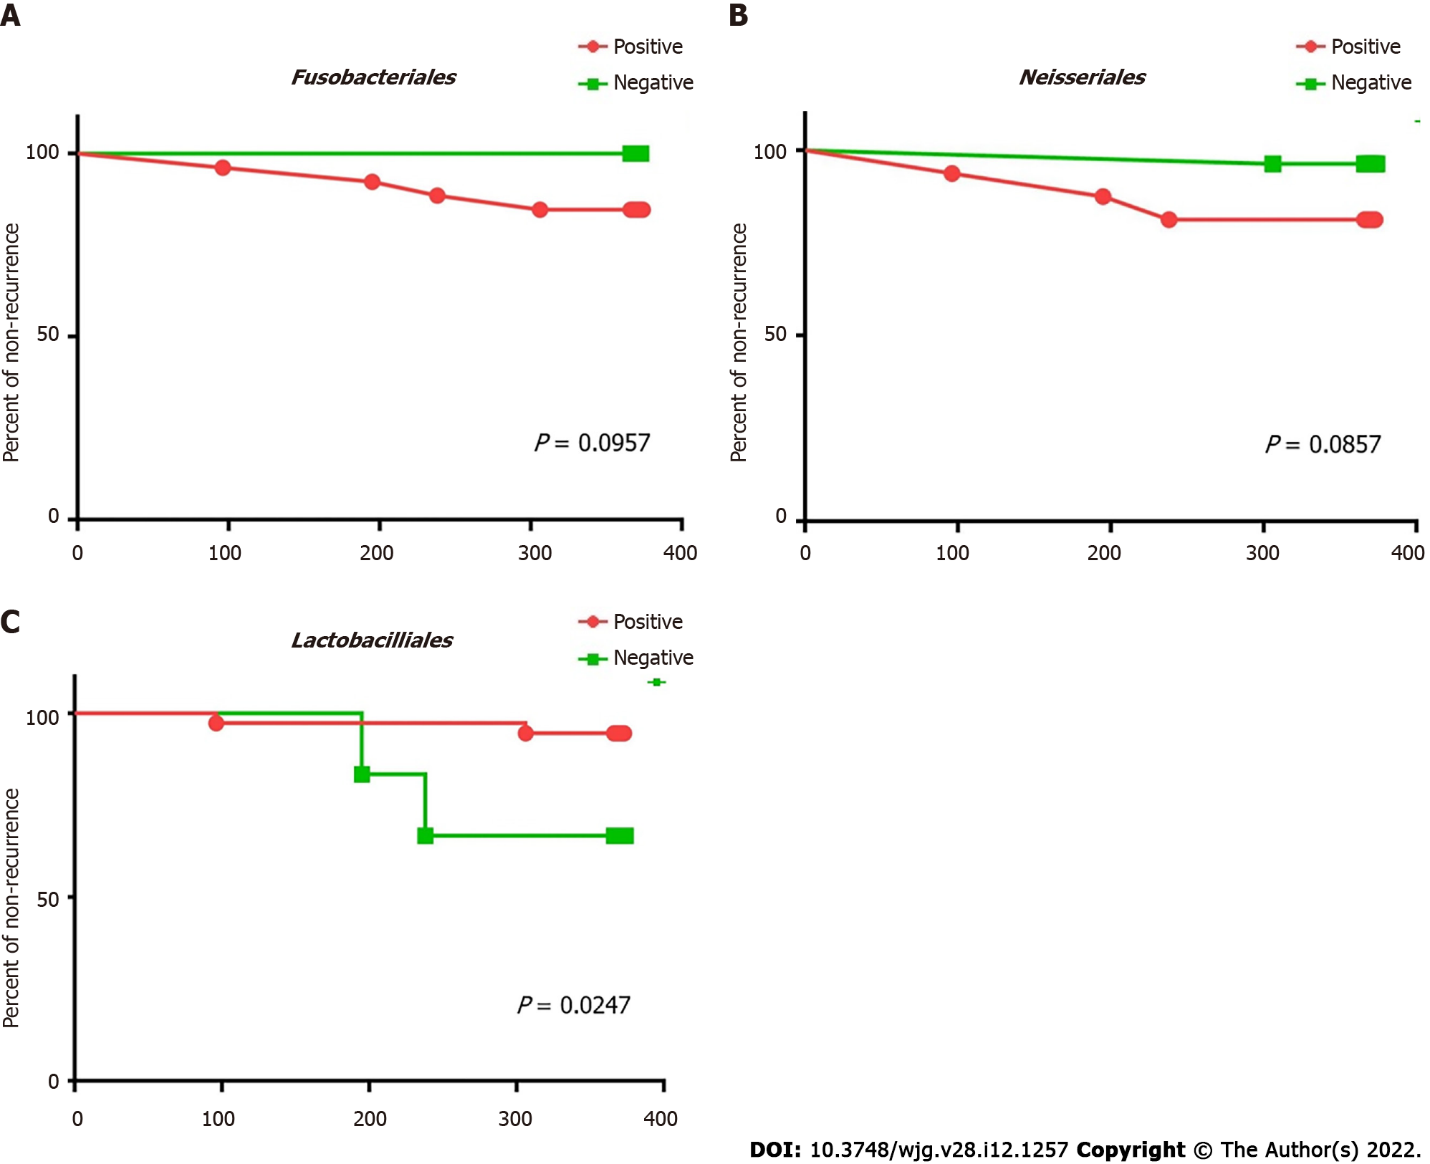 A
Fusobacteriales
Positive
Negative
Percent of non-recurrence
100
50
0
P = 0.0957
0 100 200 300 400
B
Neisseriales
Positive
Negative
Percent of non-recurrence
100
50
0
P = 0.0857
0 100 200 300 400
C
Lactobacilliales
Positive
Negative
Percent of non-recurrence
100
50
0
P = 0.0247
0 100 200 300 400
DOI: 10.3748/wjg.v28.i12.1257 Copyright © The Author(s) 2022.